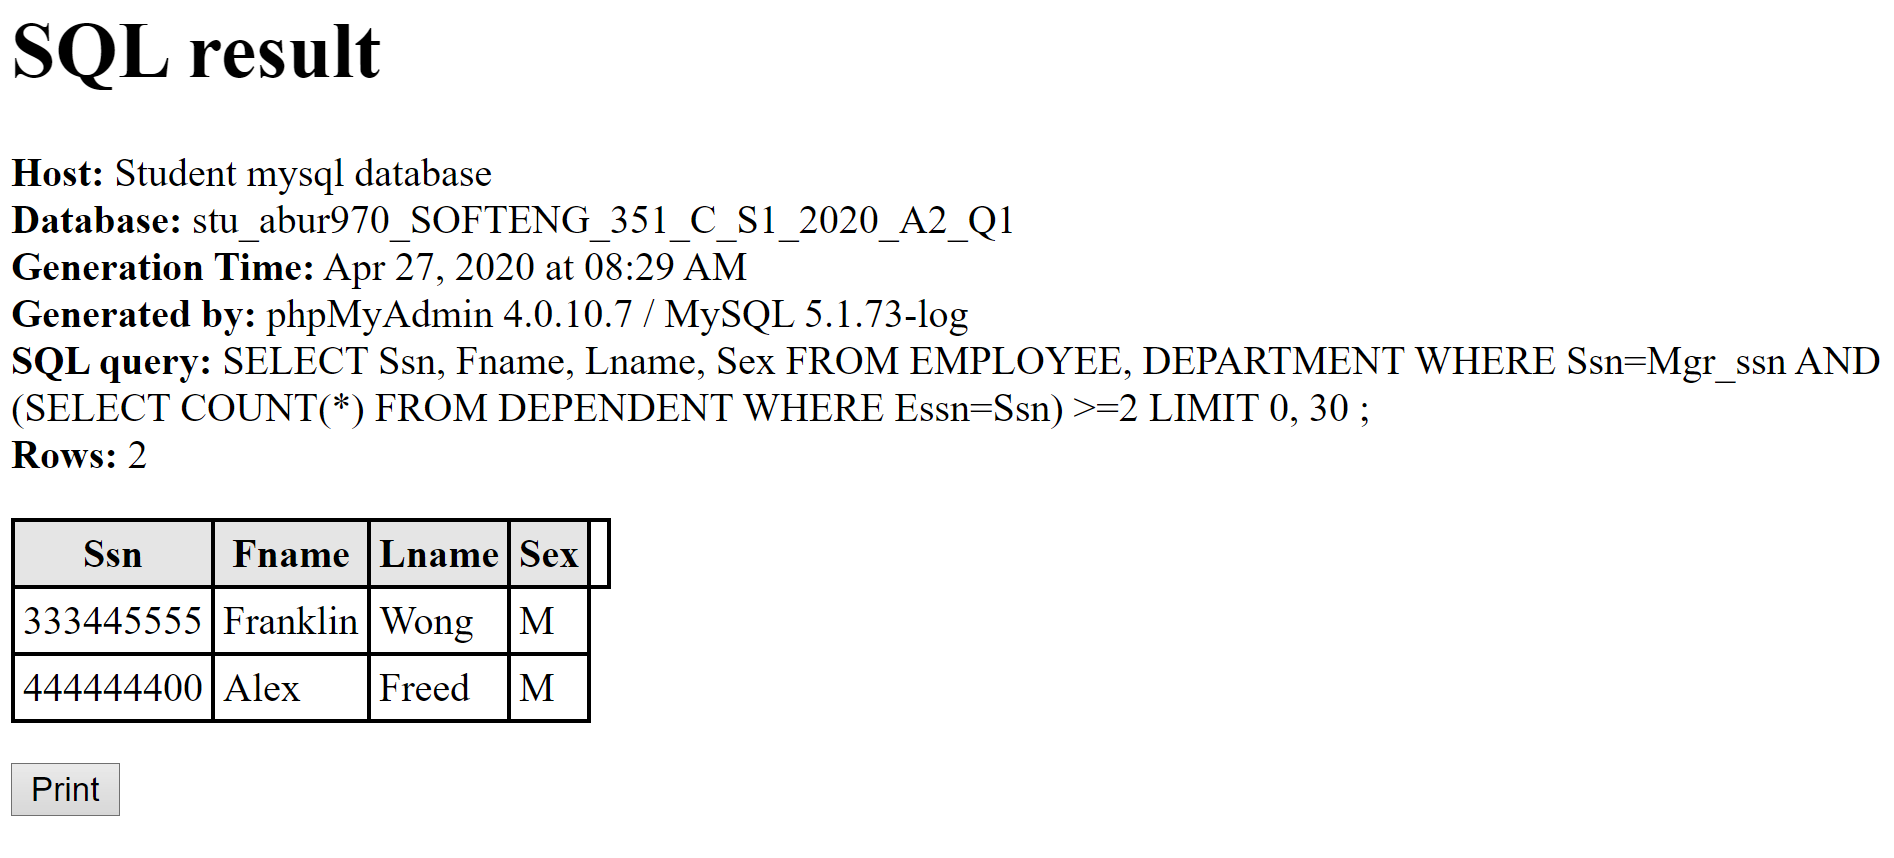 SQL result
Host: Student mysql database
Database: stu_abur970_SOFTENG_351_C_S1_2020_A2_Q1
Generation Time: Apr 27, 2020 at 08:29 AM
Generated by: phpMyAdmin 4.0.10.7 / MySQL 5.1.73-log
SQL query: SELECT Ssn, Fname, Lname, Sex FROM EMPLOYEE, DEPARTMENT WHERE Ssn=Mgr_ssn AND
(SELECT COUNT(*) FROM DEPENDENT WHERE Essn=Ssn) >=2 LIMIT 0, 30 ;
Rows: 2
Ssn Fname Lname Sex
333445555 Franklin Wong M
444444400 Alex Freed M
Print